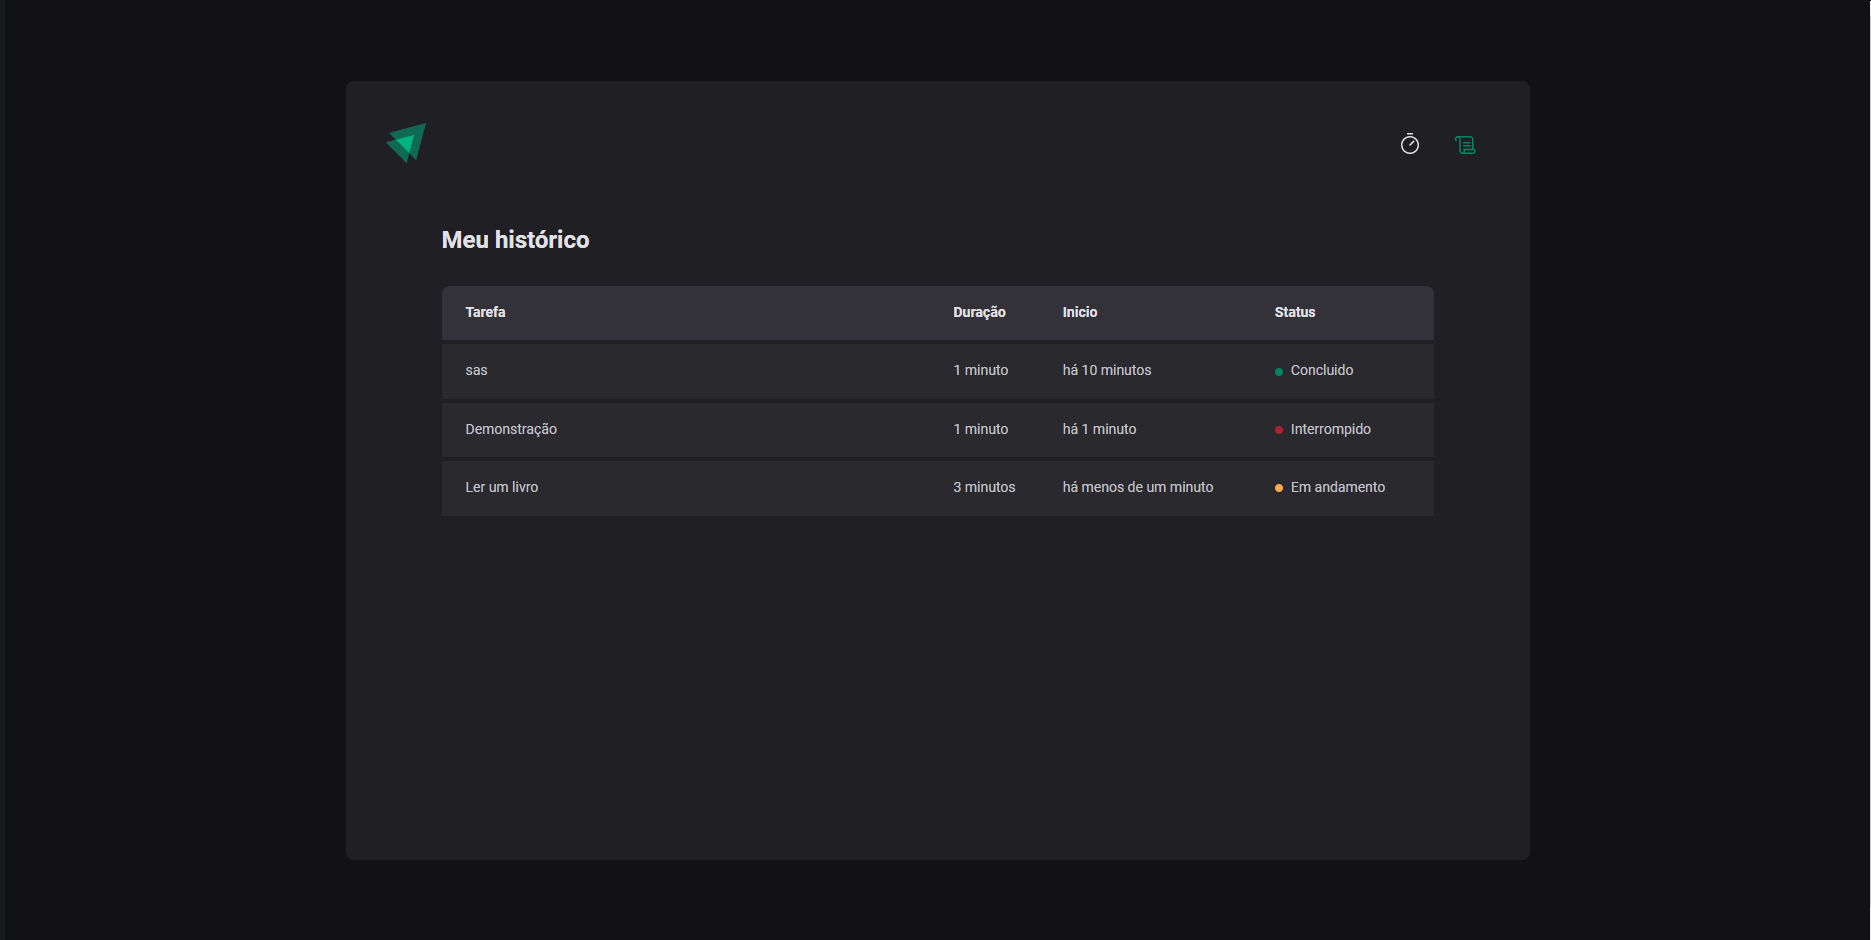 Meu histórico
Tarefa Duração Inicio Status
sas 1 minuto há 10 minutos Concluido
Demonstração 1 minuto há 1 minuto Interrompido
Ler um livro 3 minutos há menos de um minuto Em andamento